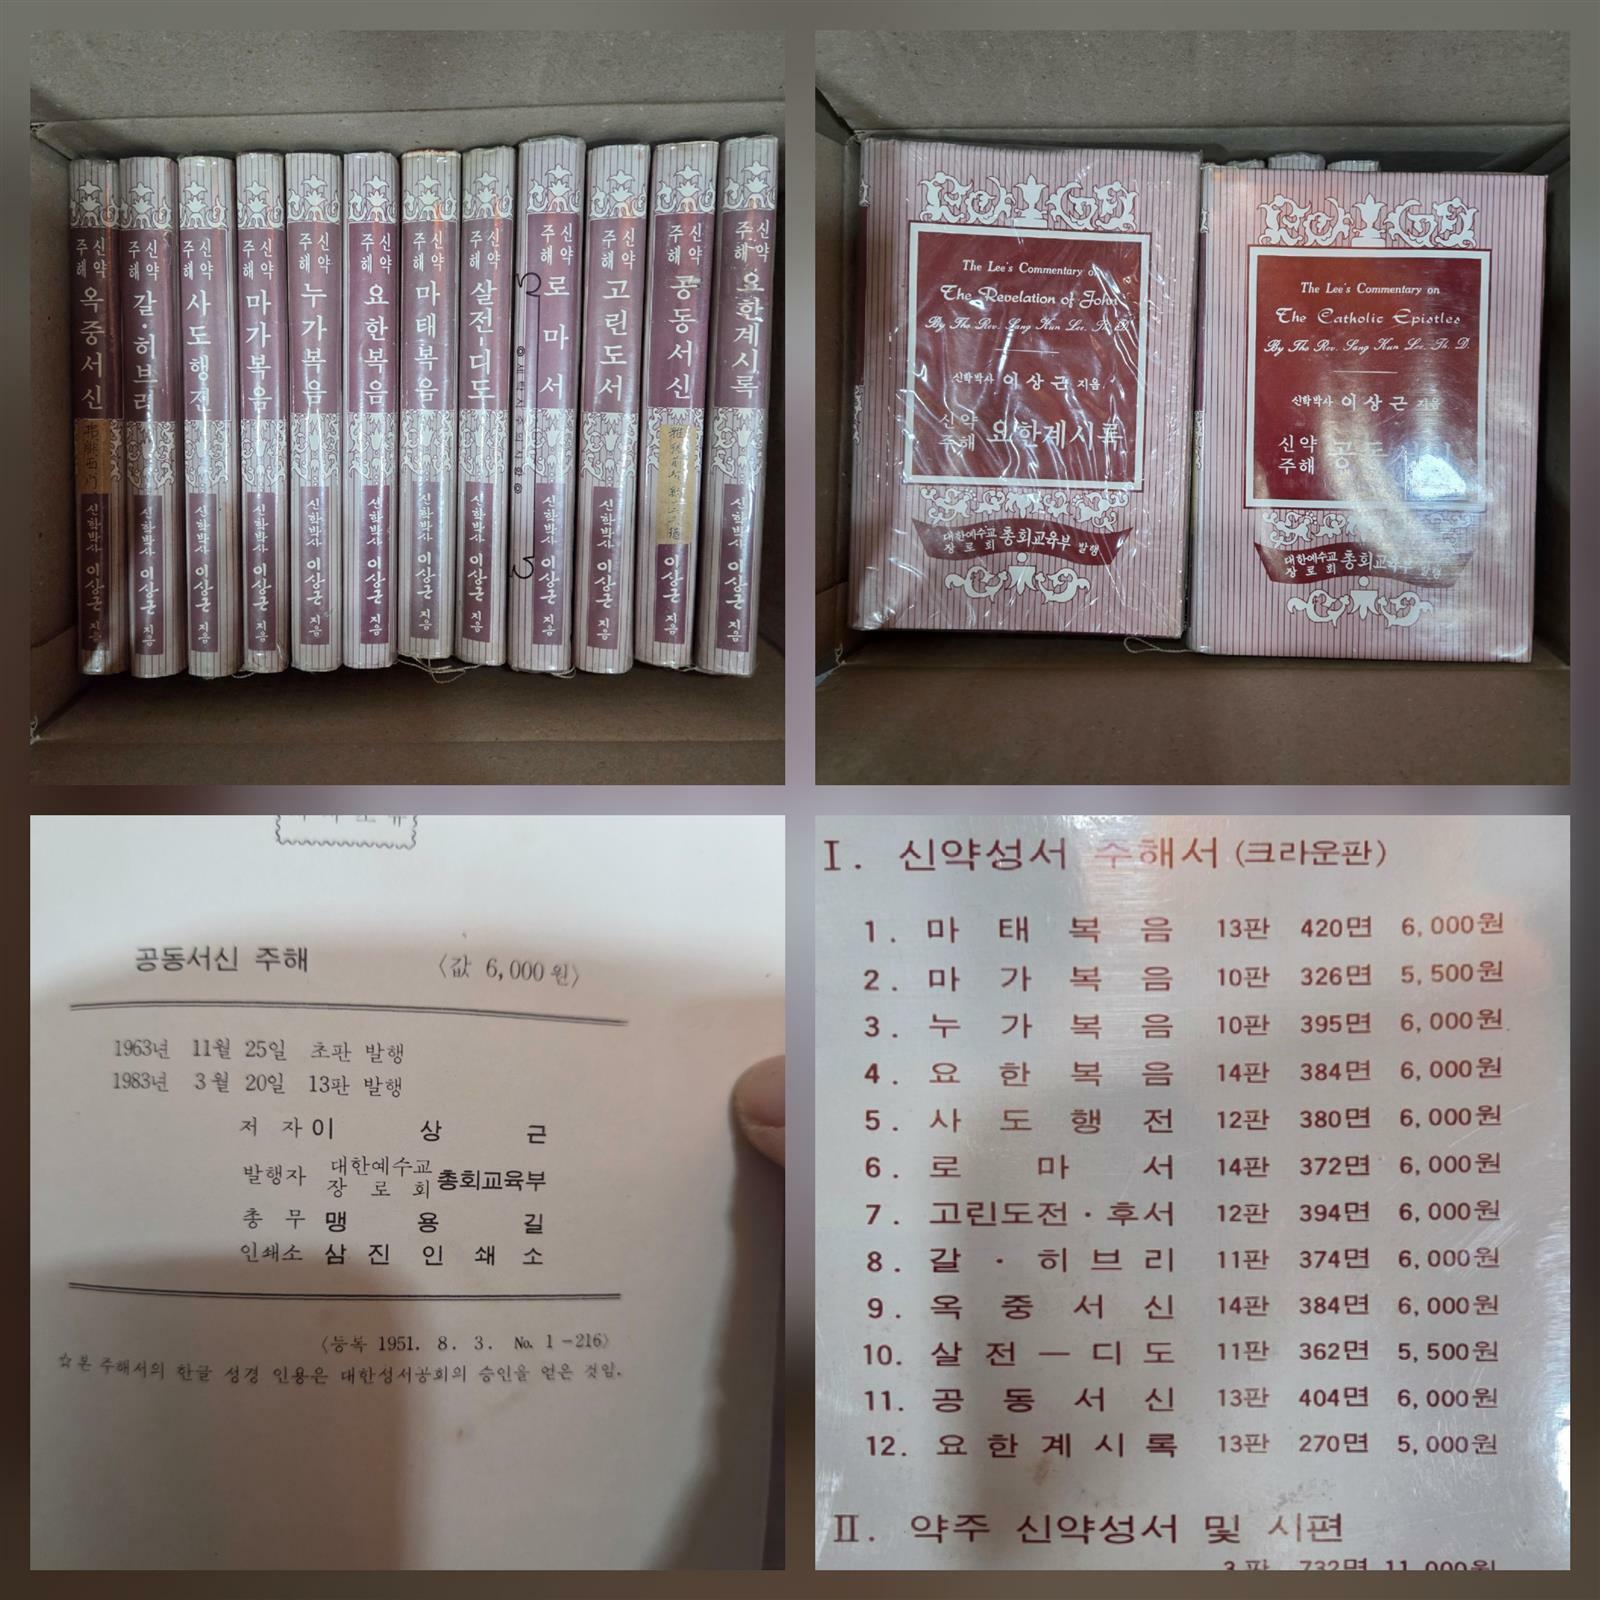 신약
주해 옥중서신
신학박사 이상근 지음
신약
주해 갈·히브리
신학박사 이상근 지음
신약
주해 사도행전
신학박사 이상근 지음
신약
주해 마가복음
신학박사 이상근 지음
신약
주해 누가복음
신학박사 이상근 지음
신약
주해 요한복음
신학박사 이상근 지음
신약
주해 마태복음
신학박사 이상근 지음
신약
주해 살전-디도
신학박사 이상근 지음
신약
주해 로마서
신학박사 이상근 지음
신약
주해 고린도서
신학박사 이상근 지음
신약
주해 공동서신
이상근 지음
신약
주해 요한계시록
신학박사 이상근 지음
The Lee's Commentary on
The Revelation of John
By The Rev. Sang Kun Lee. Th. D.
신학박사 이상근 지음
신약
주해 요한계시록
대한예수교
장로회 총회교육부 발행
The Lee's Commentary on
The Catholic Epistles
By The Rev. Sang Kun Lee. Th. D.
신학박사 이상근 지음
신약
주해 공동
대한예수교
장로회 총회교육부 발행
공동서신 주해 〈값 6,000원〉
1963년 11월 25일 초판 발행
1983년 3월 20일 13판 발행
저 자 이 상 근
발행자 대한예수교
장 로 회 총회교육부
총 무 맹 용 길
인쇄소 삼 진 인 쇄 소
〈등록 1951. 8. 3. № 1-216〉
☆본 주해서의 한글 성경 인용은 대한성서공회의 승인을 얻은 것임.
Ⅰ. 신약성서 주해서 (크라운판)
1. 마 태 복 음 13판 420면 6,000원
2. 마 가 복 음 10판 326면 5,500원
3. 누 가 복 음 10판 395면 6,000원
4. 요 한 복 음 14판 384면 6,000원
5. 사 도 행 전 12판 380면 6,000원
6. 로 마 서 14판 372면 6,000원
7. 고린도전·후서 12판 394면 6,000원
8. 갈 · 히 브 리 11판 374면 6,000원
9. 옥 중 서 신 14판 384면 6,000원
10. 살 전 — 디 도 11판 362면 5,500원
11. 공 동 서 신 13판 404면 6,000원
12. 요 한 계 시 록 13판 270면 5,000원
Ⅱ. 약주 신약성서 및 시편
3판 732면 11,000원